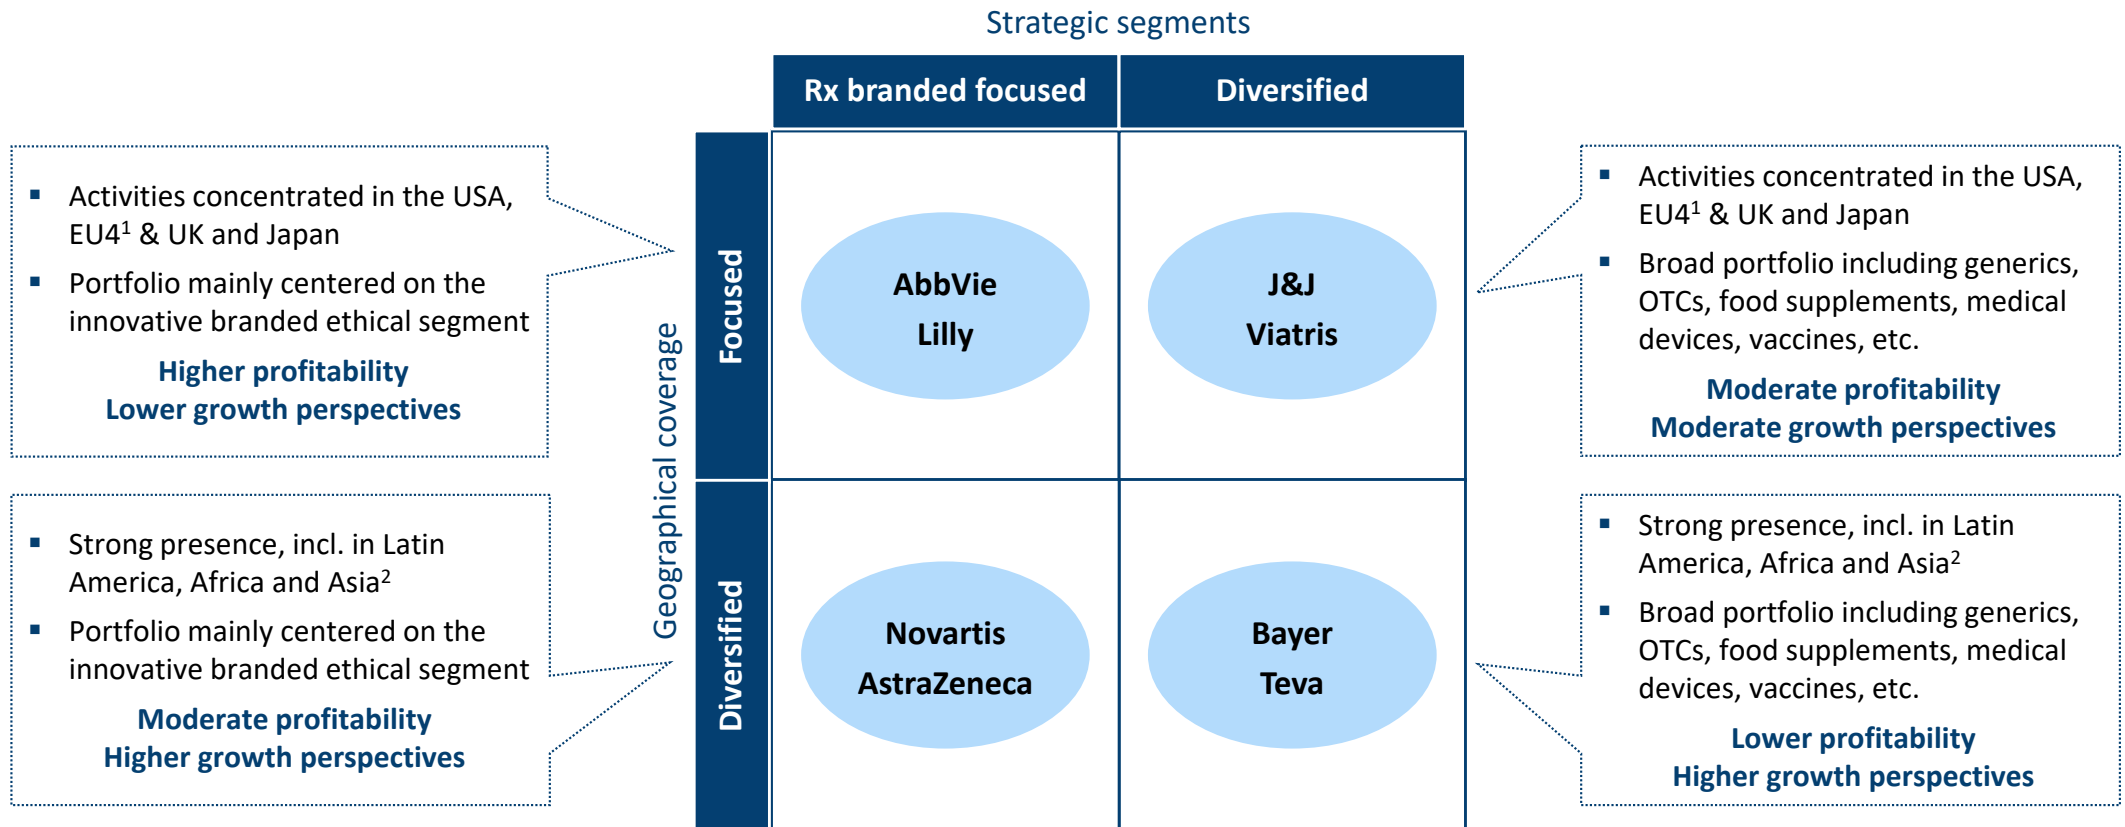 Strategic segments
Rx branded focused
Diversified
▪ Activities concentrated in the USA,
EU4¹ & UK and Japan
▪ Portfolio mainly centered on the
innovative branded ethical segment
Higher profitability
Lower growth perspectives
Geographical coverage
Focused
AbbVie
Lilly
J&J
Viatris
▪ Activities concentrated in the USA,
EU4¹ & UK and Japan
▪ Broad portfolio including generics,
OTCs, food supplements, medical
devices, vaccines, etc.
Moderate profitability
Moderate growth perspectives
▪ Strong presence, incl. in Latin
America, Africa and Asia²
▪ Portfolio mainly centered on the
innovative branded ethical segment
Moderate profitability
Higher growth perspectives
Diversified
Novartis
AstraZeneca
Bayer
Teva
▪ Strong presence, incl. in Latin
America, Africa and Asia²
▪ Broad portfolio including generics,
OTCs, food supplements, medical
devices, vaccines, etc.
Lower profitability
Higher growth perspectives